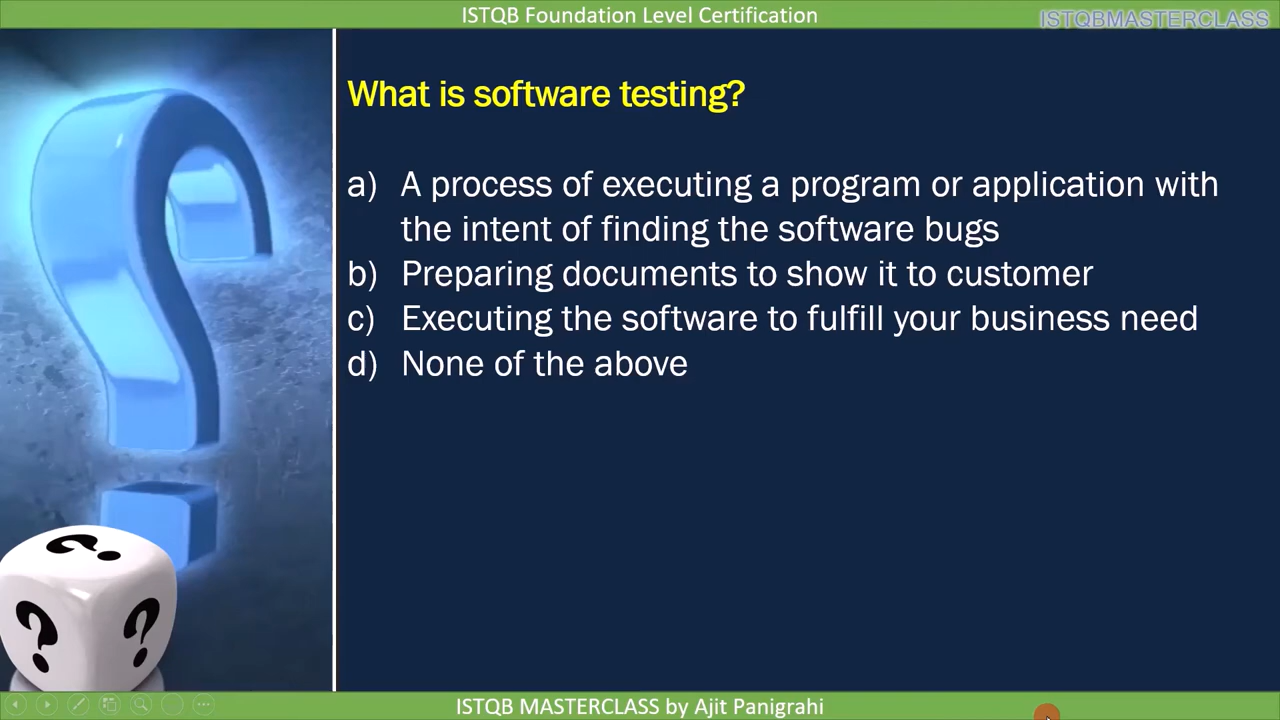 ISTQB Foundation Level Certification
ISTQBMASTERCLASS
What is software testing?
a) A process of executing a program or application with
the intent of finding the software bugs
b) Preparing documents to show it to customer
c) Executing the software to fulfill your business need
d) None of the above
ISTQB MASTERCLASS by Ajit Panigrahi